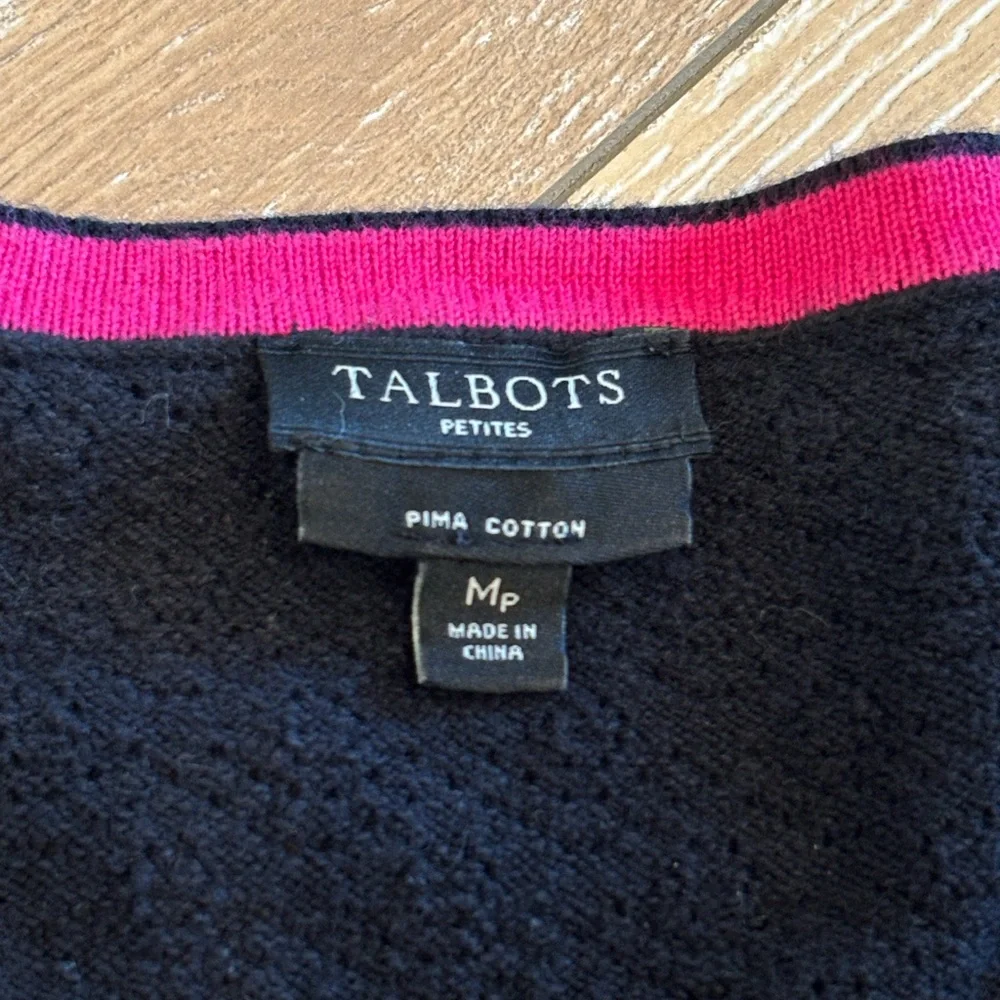 TALBOTS
PETITES
PIMA COTTON
MP
MADE IN
CHINA